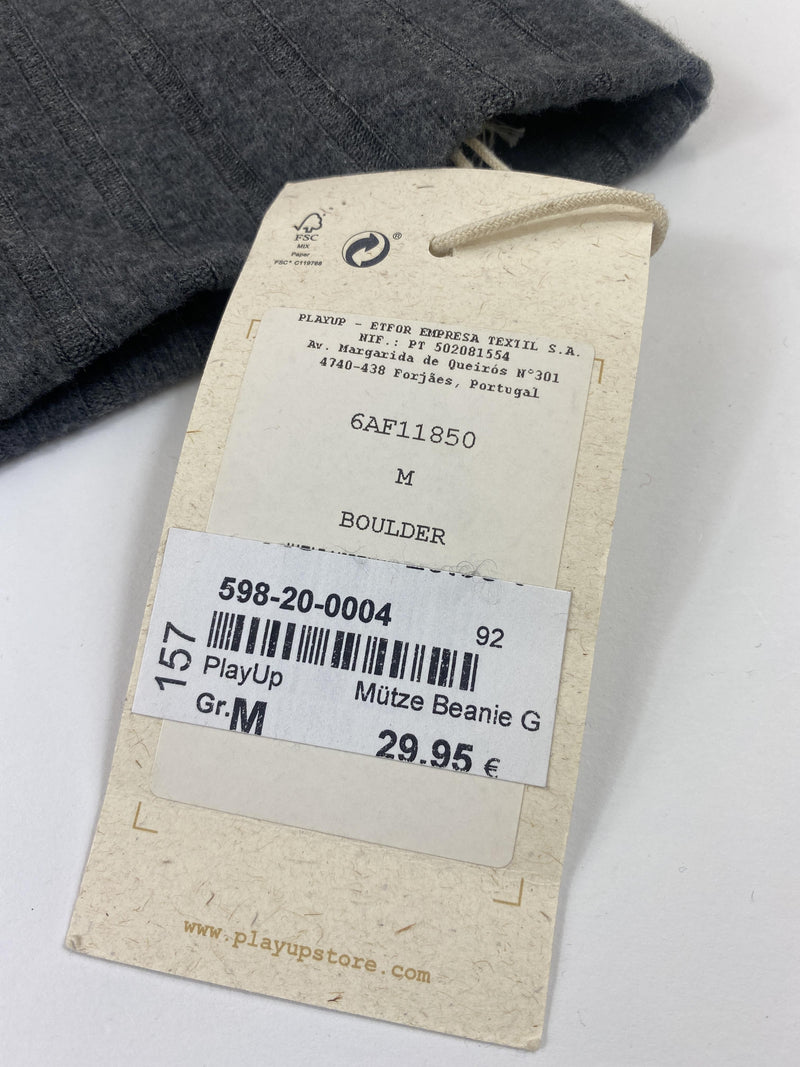 FSC
MIX
Paper
FSC® C119788
®
PLAYUP - ETFOR EMPRESA TEXTIL S.A.
NIF.: PT 502081554
Av. Margarida de Queirós N°301
4740-438 Forjães, Portugal
6AF11850
M
BOULDER
598-20-0004
92
157
PlayUp
Mütze Beanie G
Gr.M
29.95 €
www.playupstore.com